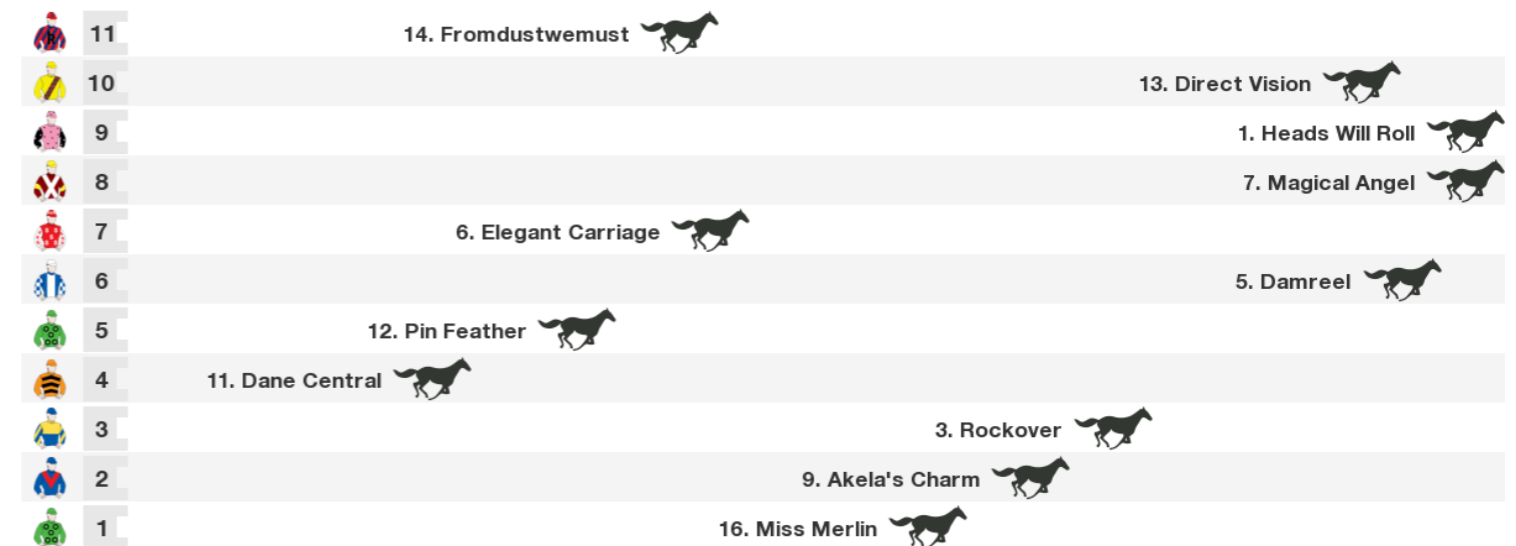 11 14. Fromdustwemust
10 13. Direct Vision
9 1. Heads Will Roll
8 7. Magical Angel
7 6. Elegant Carriage
6 5. Damreel
5 12. Pin Feather
4 11. Dane Central
3 3. Rockover
2 9. Akela's Charm
1 16. Miss Merlin